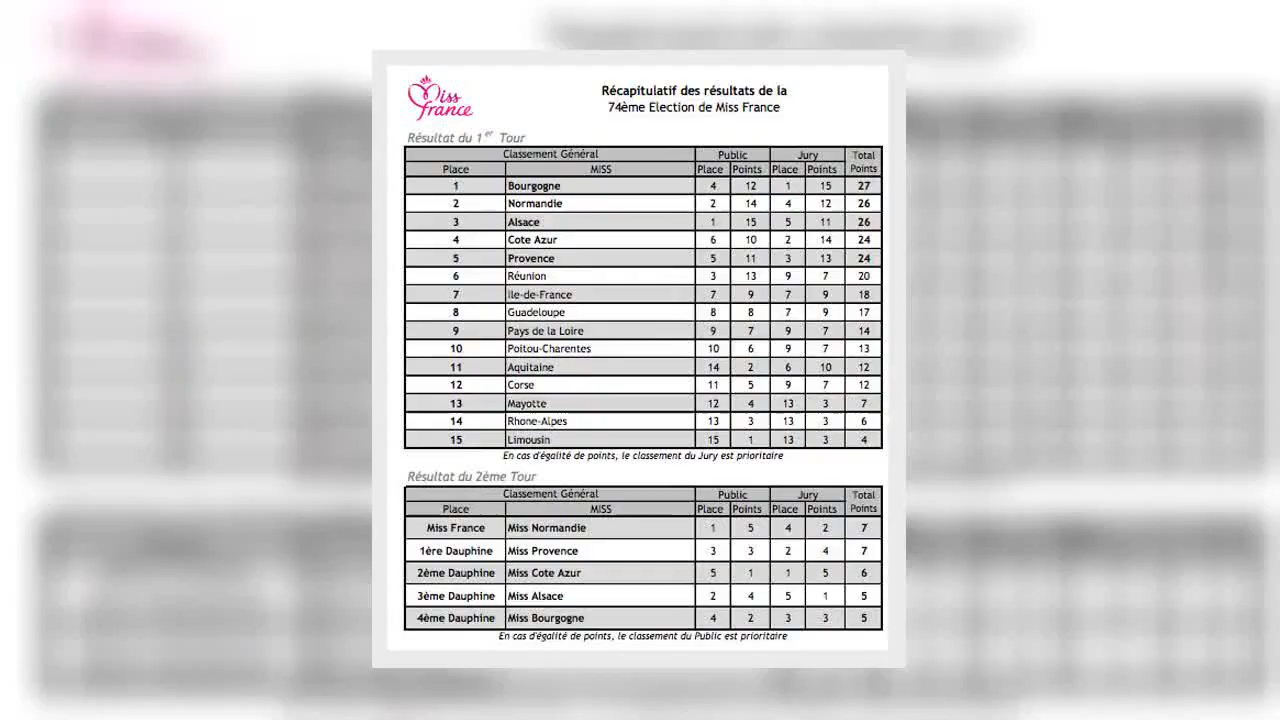 Miss
france
Récapitulatif des résultats de la
74ème Election de Miss France
Résultat du 1er Tour
Classement Général Public Jury Total
Place MISS Place Points Place Points Points
1 Bourgogne 4 12 1 15 27
2 Normandie 2 14 4 12 26
3 Alsace 1 15 5 11 26
4 Cote Azur 6 10 2 14 24
5 Provence 5 11 3 13 24
6 Réunion 3 13 9 7 20
7 Ile-de-France 7 9 7 9 18
8 Guadeloupe 8 8 7 9 17
9 Pays de la Loire 9 7 9 7 14
10 Poitou-Charentes 10 6 9 7 13
11 Aquitaine 14 2 6 10 12
12 Corse 11 5 9 7 12
13 Mayotte 12 4 13 3 7
14 Rhone-Alpes 13 3 13 3 6
15 Limousin 15 1 13 3 4
En cas d'égalité de points, le classement du Jury est prioritaire
Résultat du 2ème Tour
Classement Général Public Jury Total
Place MISS Place Points Place Points Points
Miss France Miss Normandie 1 5 4 2 7
1ère Dauphine Miss Provence 3 3 2 4 7
2ème Dauphine Miss Cote Azur 5 1 1 5 6
3ème Dauphine Miss Alsace 2 4 5 1 5
4ème Dauphine Miss Bourgogne 4 2 3 3 5
En cas d'égalité de points, le classement du Public est prioritaire